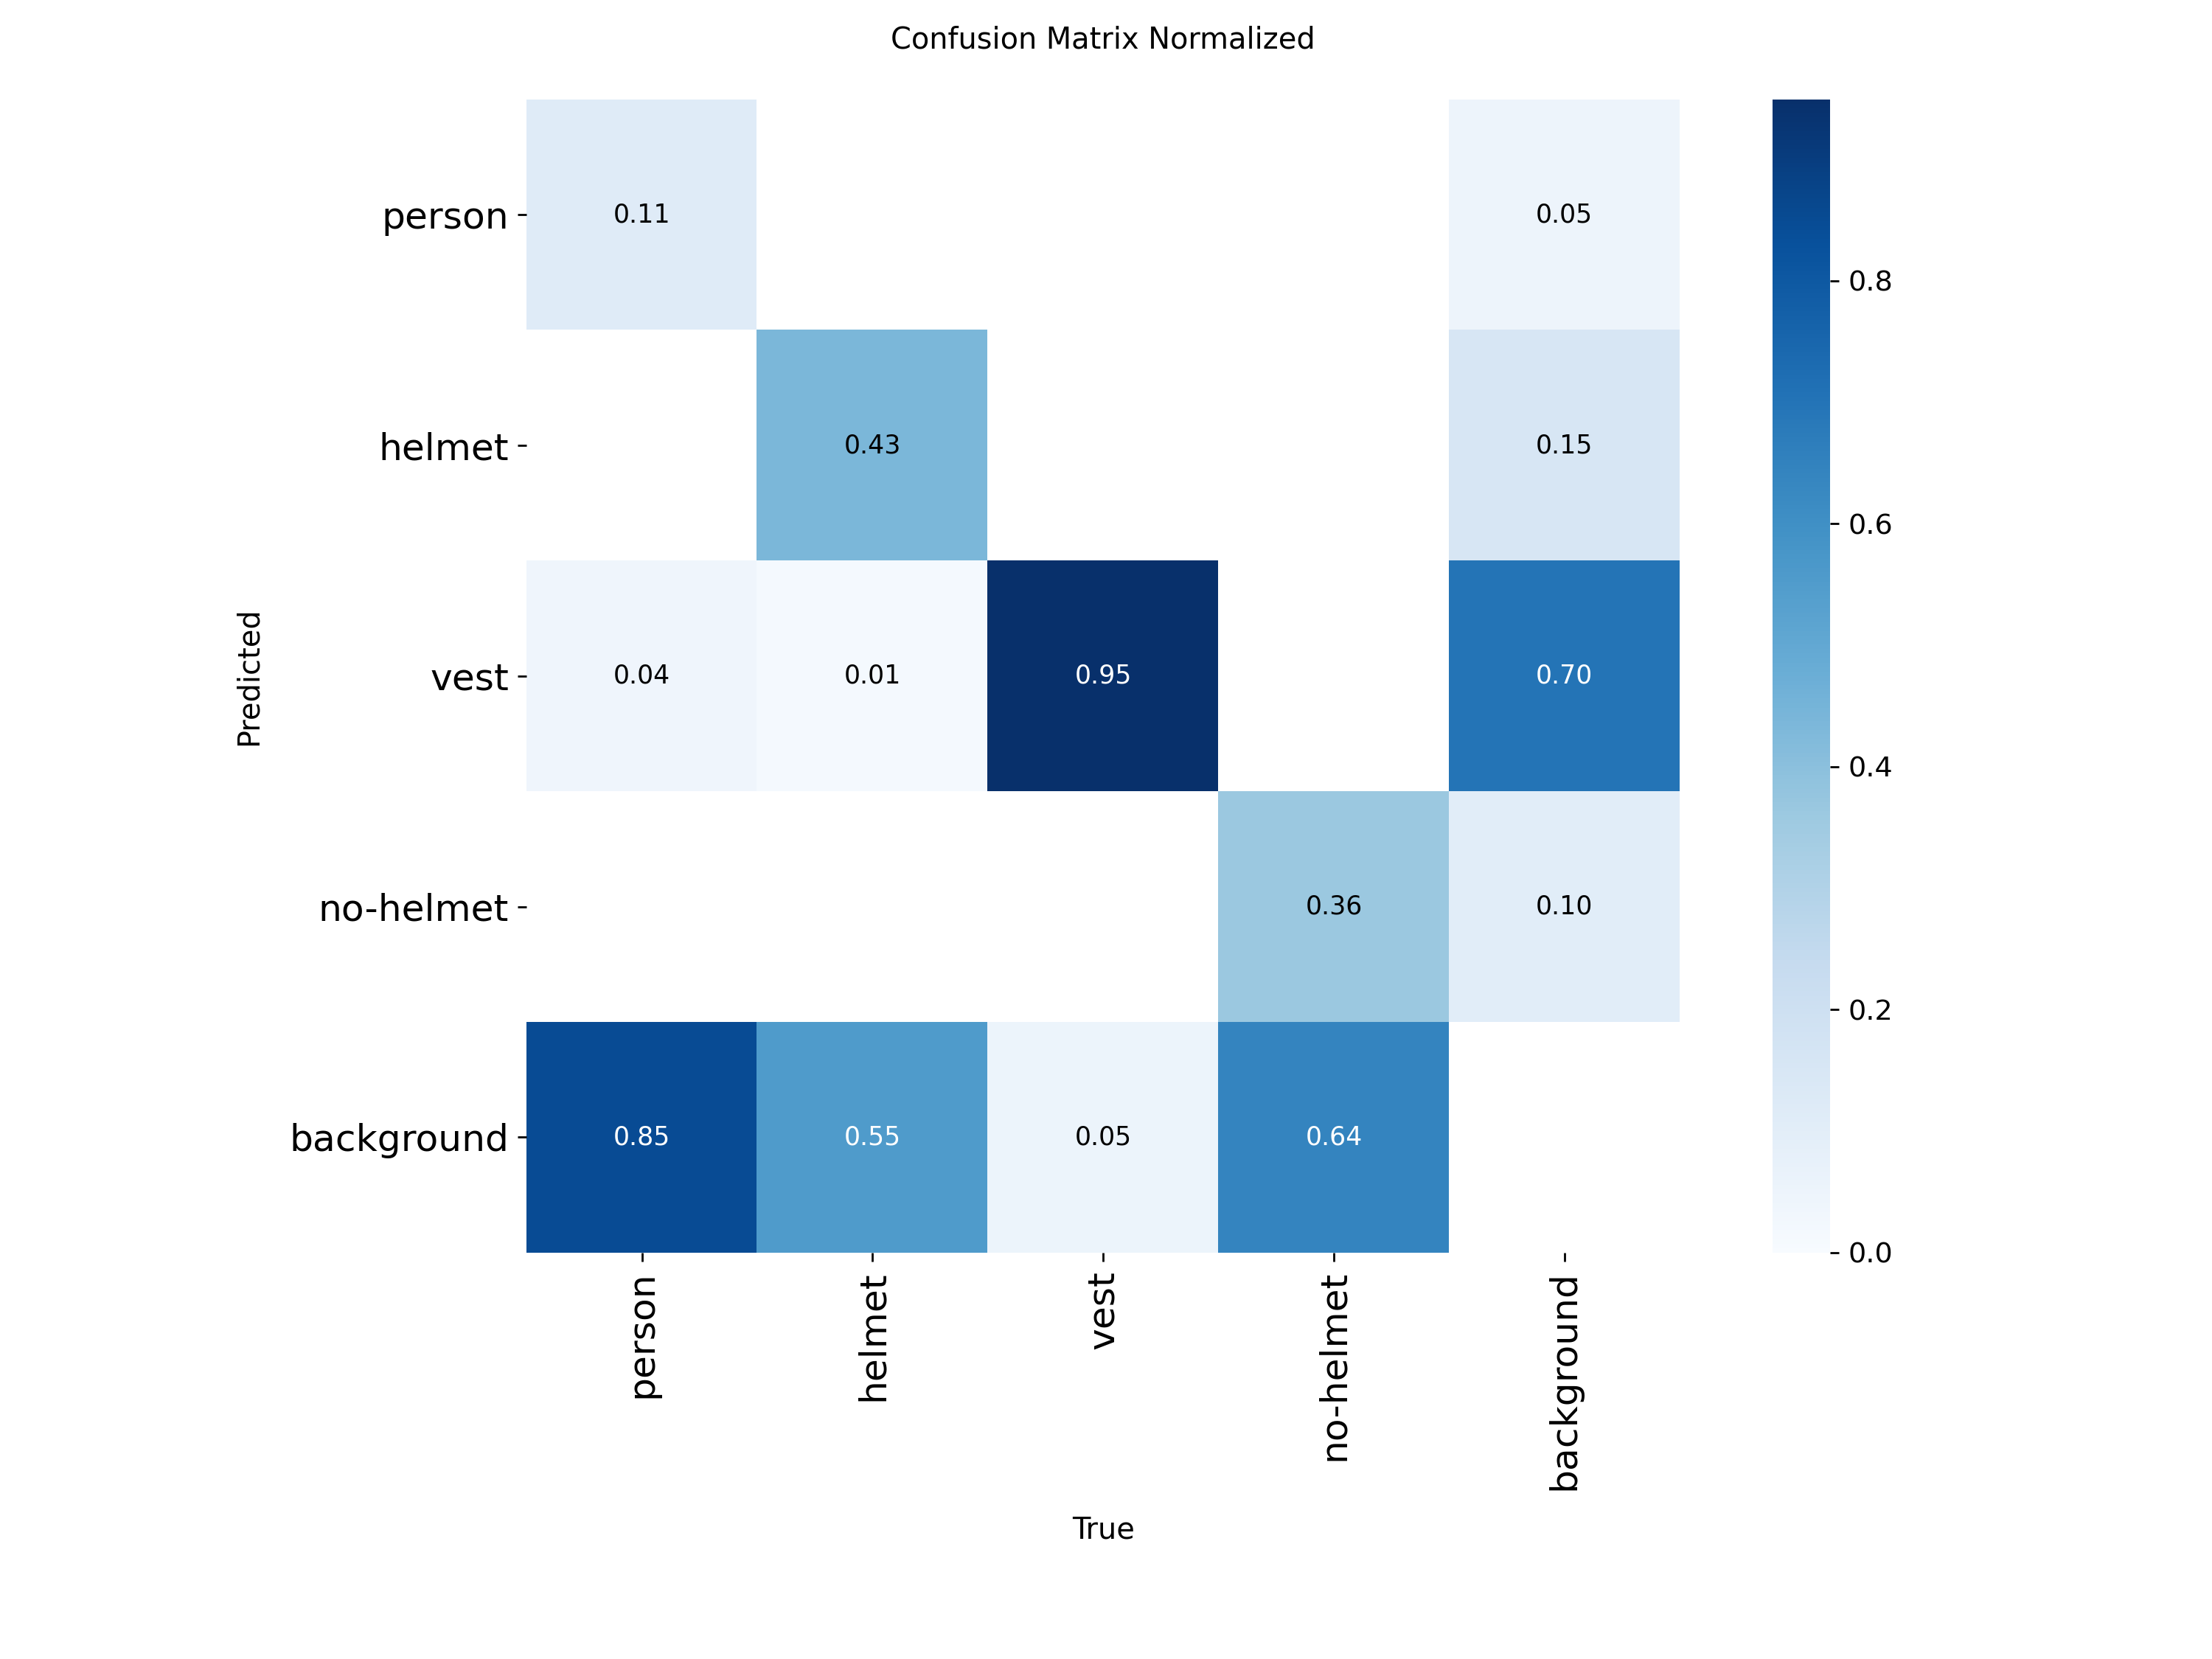 Confusion Matrix Normalized
person
0.11
0.05
helmet
0.43
0.15
vest
0.04
0.01
0.95
0.70
no-helmet
0.36
0.10
background
0.85
0.55
0.05
0.64
Predicted
person
helmet
vest
no-helmet
background
True
0.8
0.6
0.4
0.2
0.0